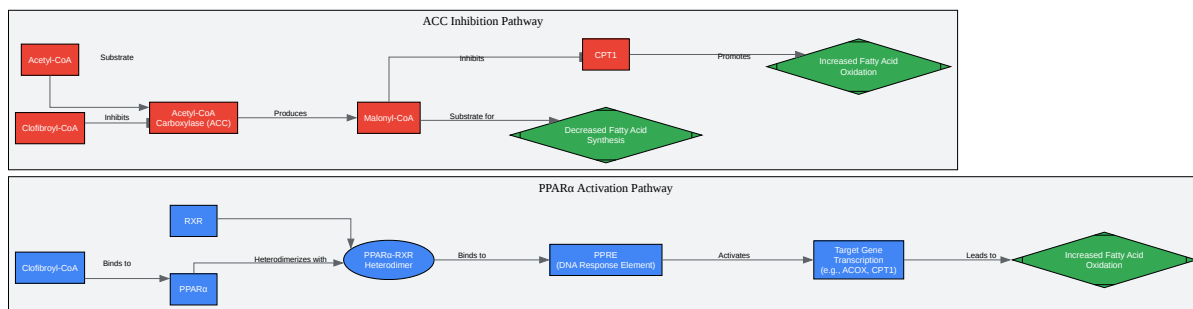 ACC Inhibition Pathway
Acetyl-CoA
Substrate
Clofibroyl-CoA
Inhibits
Acetyl-CoA
Carboxylase (ACC)
Produces
Malonyl-CoA
Inhibits
CPT1
Promotes
Increased Fatty Acid
Oxidation
Substrate for
Decreased Fatty Acid
Synthesis
PPARα Activation Pathway
RXR
Clofibroyl-CoA
Binds to
PPARα
Heterodimerizes with
PPARα-RXR
Heterodimer
Binds to
PPRE
(DNA Response Element)
Activates
Target Gene
Transcription
(e.g., ACOX, CPT1)
Leads to
Increased Fatty Acid
Oxidation